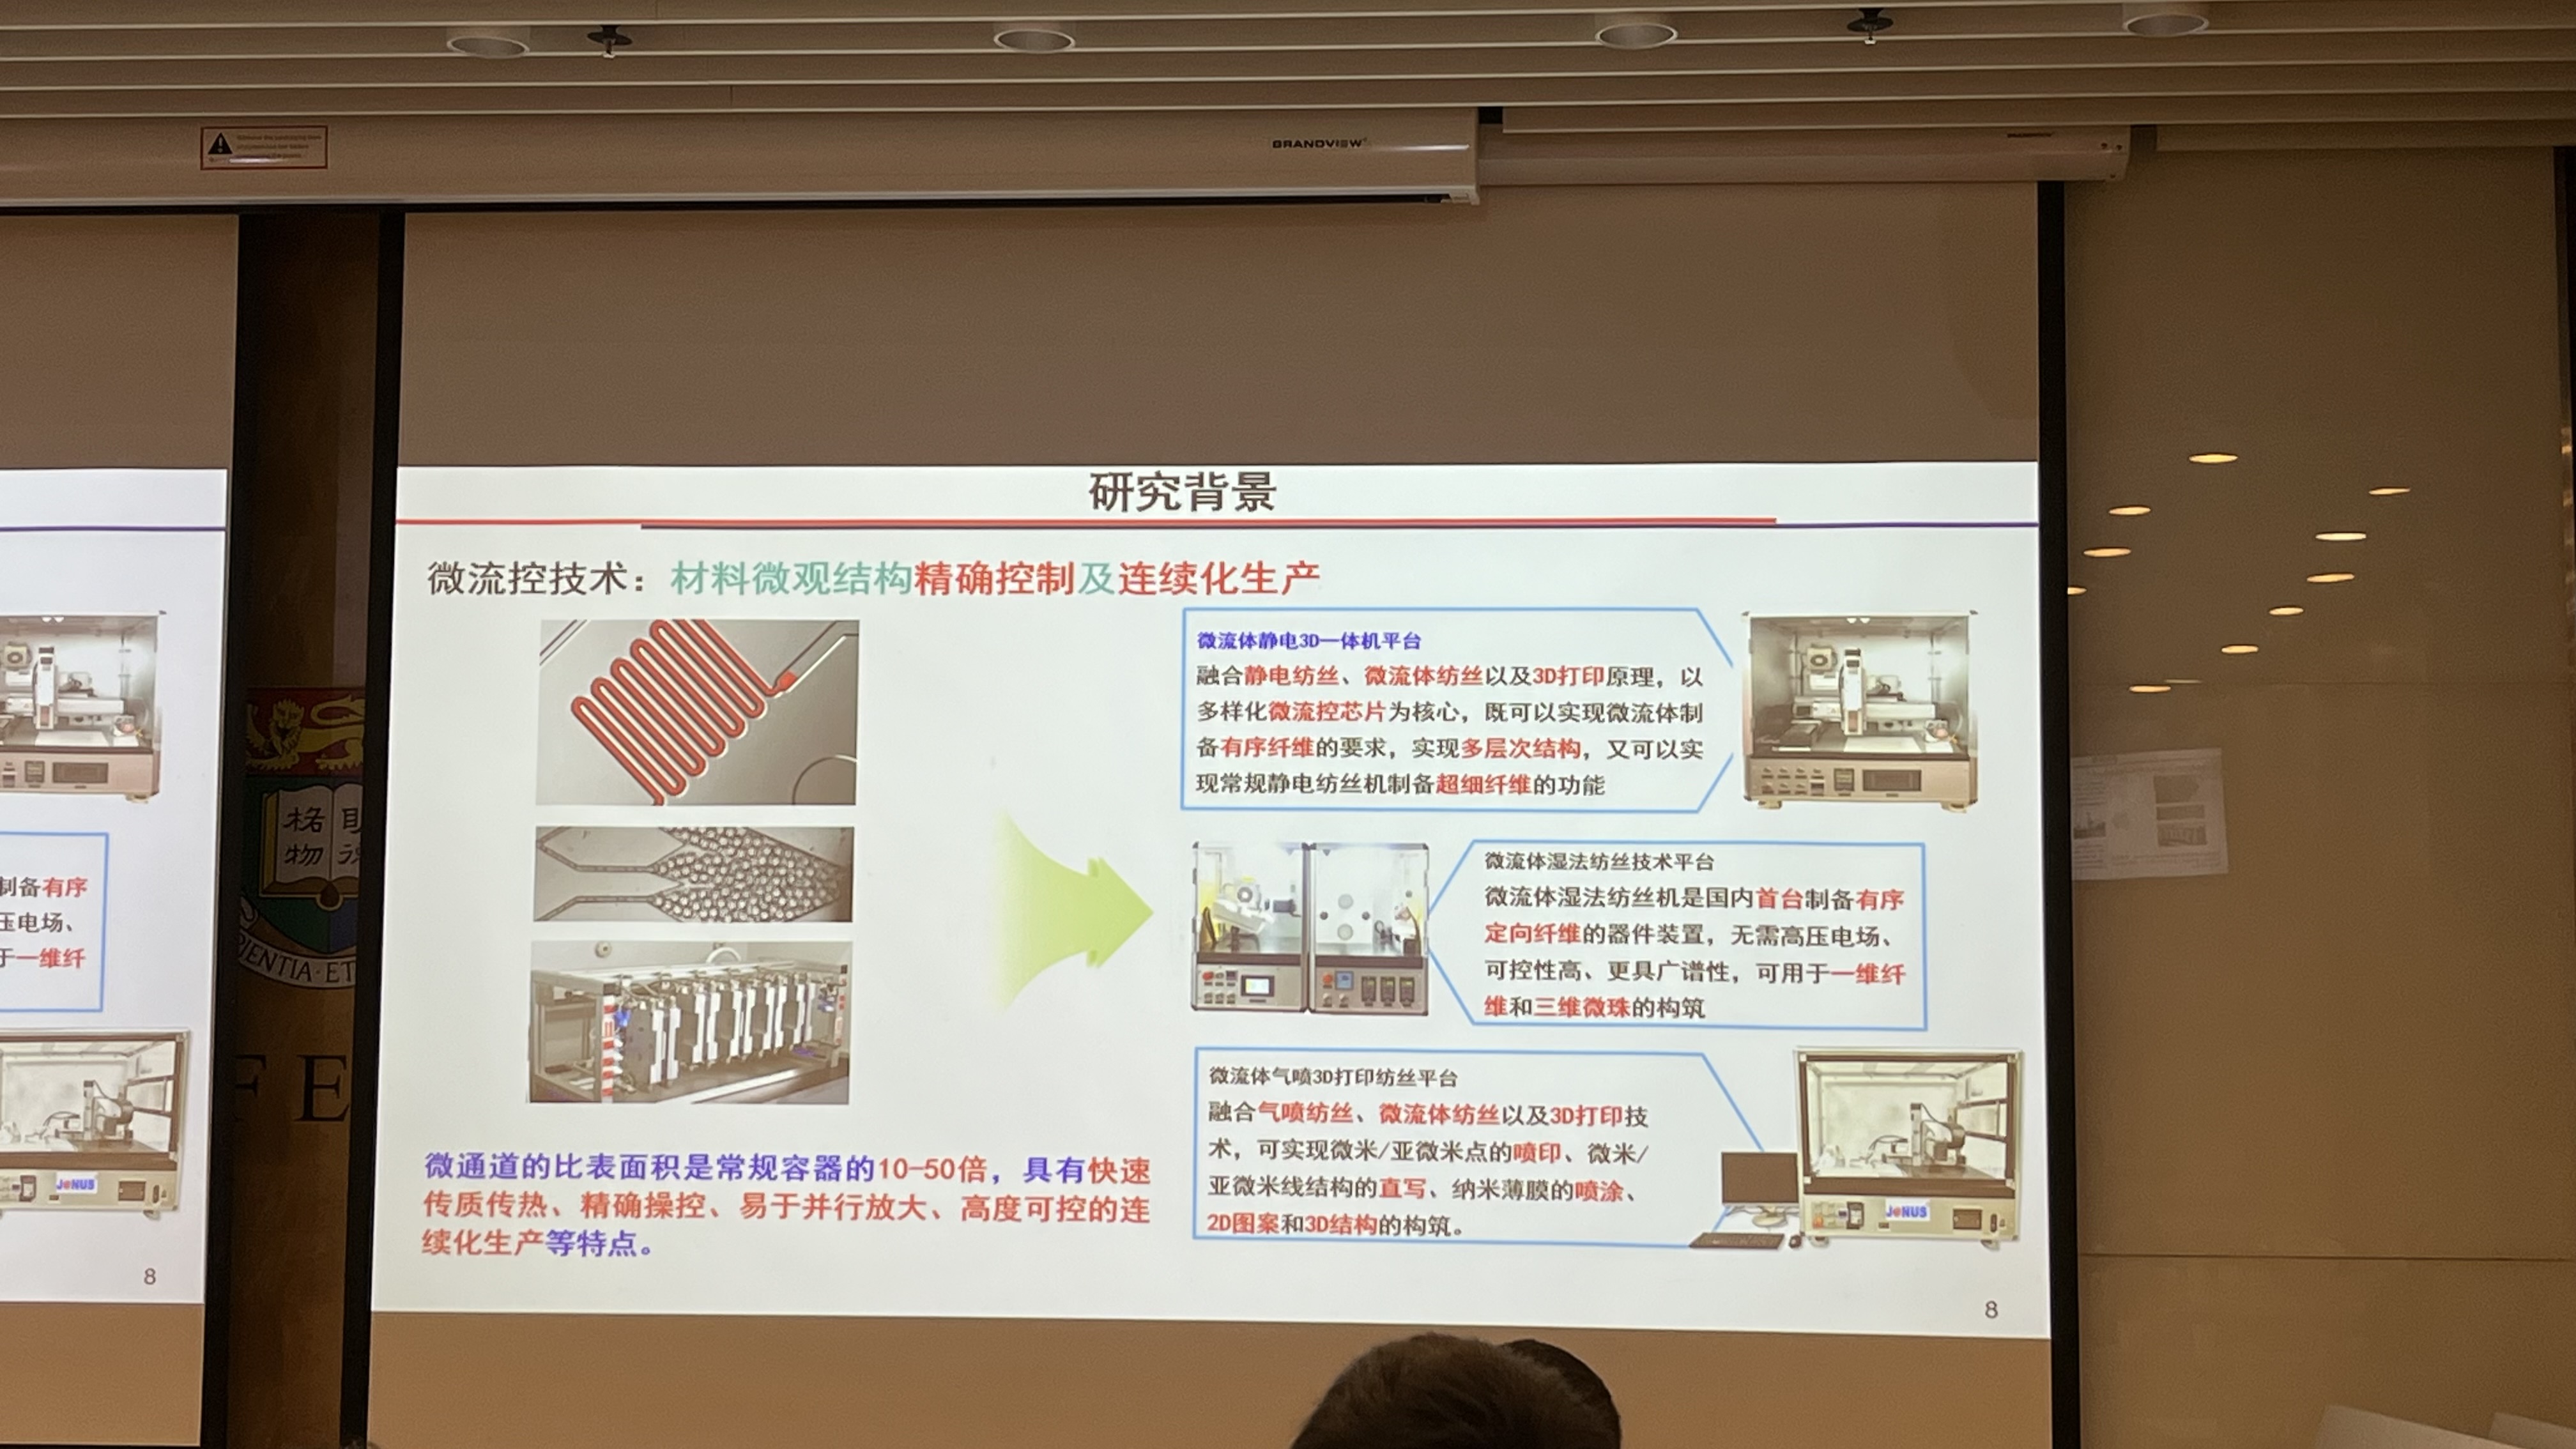 BRANDVIEW
研究背景
微流控技术：材料微观结构精确控制及连续化生产
微流体静电3D一体机平台
融合静电纺丝、微流体纺丝以及3D打印原理，以
多样化微流控芯片为核心，既可以实现微流体制
备有序纤维的要求，实现多层次结构，又可以实
现常规静电纺丝机制备超细纤维的功能
微流体湿法纺丝技术平台
微流体湿法纺丝机是国内首台制备有序
定向纤维的器件装置，无需高压电场、
可控性高、更具广谱性，可用于一维纤
维和三维微珠的构筑
微流体气喷3D打印纺丝平台
融合气喷纺丝、微流体纺丝以及3D打印技
术，可实现微米/亚微米点的喷印、微米/
亚微米线结构的直写、纳米薄膜的喷涂、
2D图案和3D结构的构筑。
JeNUS
微通道的比表面积是常规容器的10-50倍，具有快速
传质传热、精确操控、易于并行放大、高度可控的连
续化生产等特点。
8
制备有序
压电场、
于一维纤
JeNUS
8
格
物
IENTIA·ET
F E